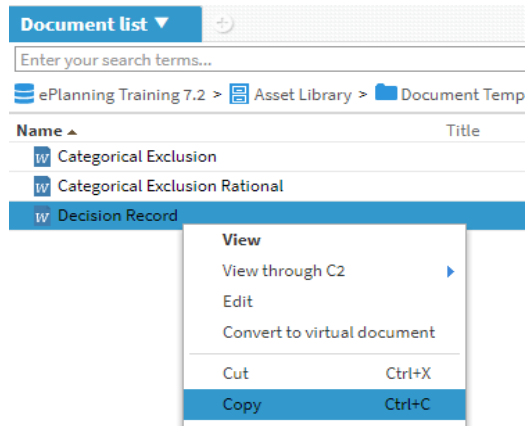 Document list ▼
Enter your search terms...
ePlanning Training 7.2 > Asset Library > Document Temp
Name Title
W Categorical Exclusion
W Categorical Exclusion Rational
W Decision Record
View
View through C2
Edit
Convert to virtual document
Cut Ctrl+X
Copy Ctrl+C